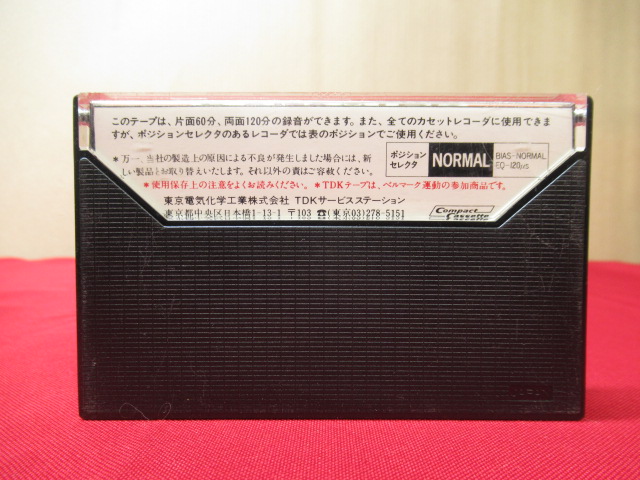 このテープは、片面60分、両面120分の録音ができます。また、全てのカセットレコーダに使用できま
すが、ポジションセレクタのあるレコーダでは表のポジションでご使用ください。
＊万一、当社の製造上の原因による不良が発生しました場合には、新
しい製品とお取り替えいたします。それ以外の責はご容赦ください。
ポジション
セレクタ
NORMAL
BIAS-NORMAL
EQ-120μs
＊使用保存上の注意をよくお読みください。＊TDKテープは、ベルマーク運動の参加商品です。
東京電気化学工業株式会社 TDKサービスステーション
東京都中央区日本橋1-13-1 〒103 ☎(東京03)278-5151
Compact
Cassette